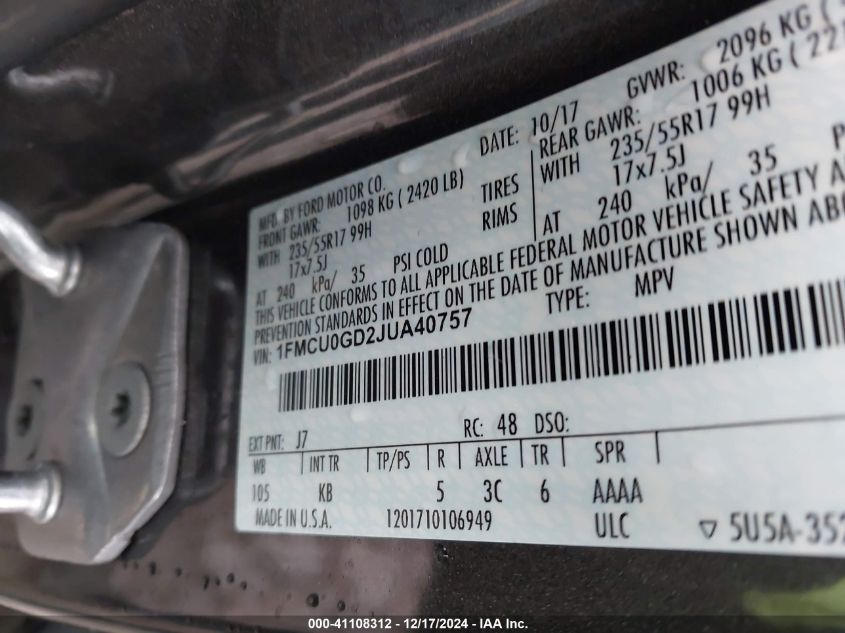 MFD. BY FORD MOTOR CO.
DATE: 10/17
GVWR: 2096 KG (
FRONT GAWR: 1098 KG ( 2420 LB)
REAR GAWR: 1006 KG ( 221
WITH 235/55R17 99H TIRES
WITH 235/55R17 99H
17x7.5J RIMS
17x7.5J
AT 240 kPa/ 35 PSI COLD
AT 240 kPa/ 35 P
THIS VEHICLE CONFORMS TO ALL APPLICABLE FEDERAL MOTOR VEHICLE SAFETY A
PREVENTION STANDARDS IN EFFECT ON THE DATE OF MANUFACTURE SHOWN ABO
VIN: 1FMCU0GD2JUA40757
TYPE: MPV
EXT PNT: J7 RC: 48 DSO:
WB INT TR TP/PS R AXLE TR SPR
105 KB 5 3C 6 AAAA
MADE IN U.S.A. 1201710106949 ULC ▽ 5U5A-352
000-41108312 - 12/17/2024 - IAA Inc.